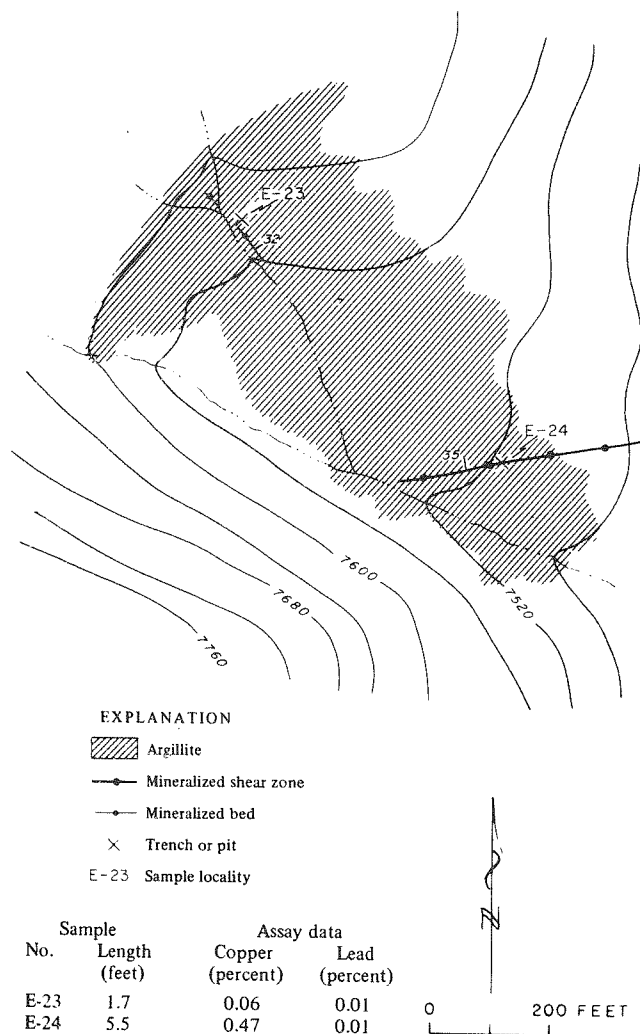 E-23
32
E-24
35
7600
7520
7680
7760
EXPLANATION
Argillite
Mineralized shear zone
Mineralized bed
Trench or pit
E-23 Sample locality
Sample Assay data
No. Length (feet) Copper (percent) Lead (percent)
E-23 1.7 0.06 0.01
E-24 5.5 0.47 0.01
N
0 200 FEET